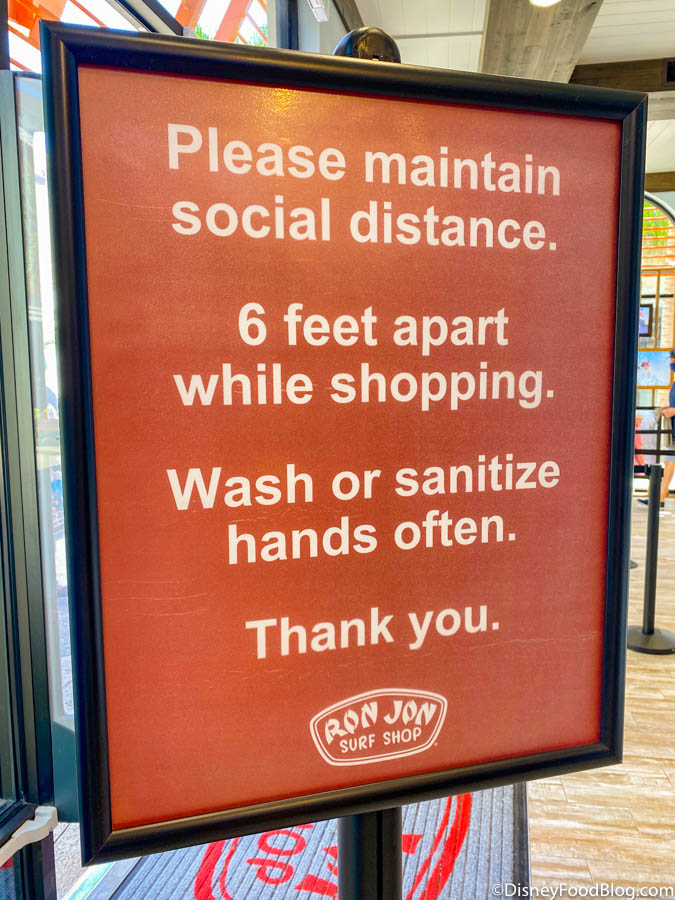 Please maintain
social distance.
6 feet apart
while shopping.
Wash or sanitize
hands often.
Thank you.
RON JON
SURF SHOP
©DisneyFoodBlog.com